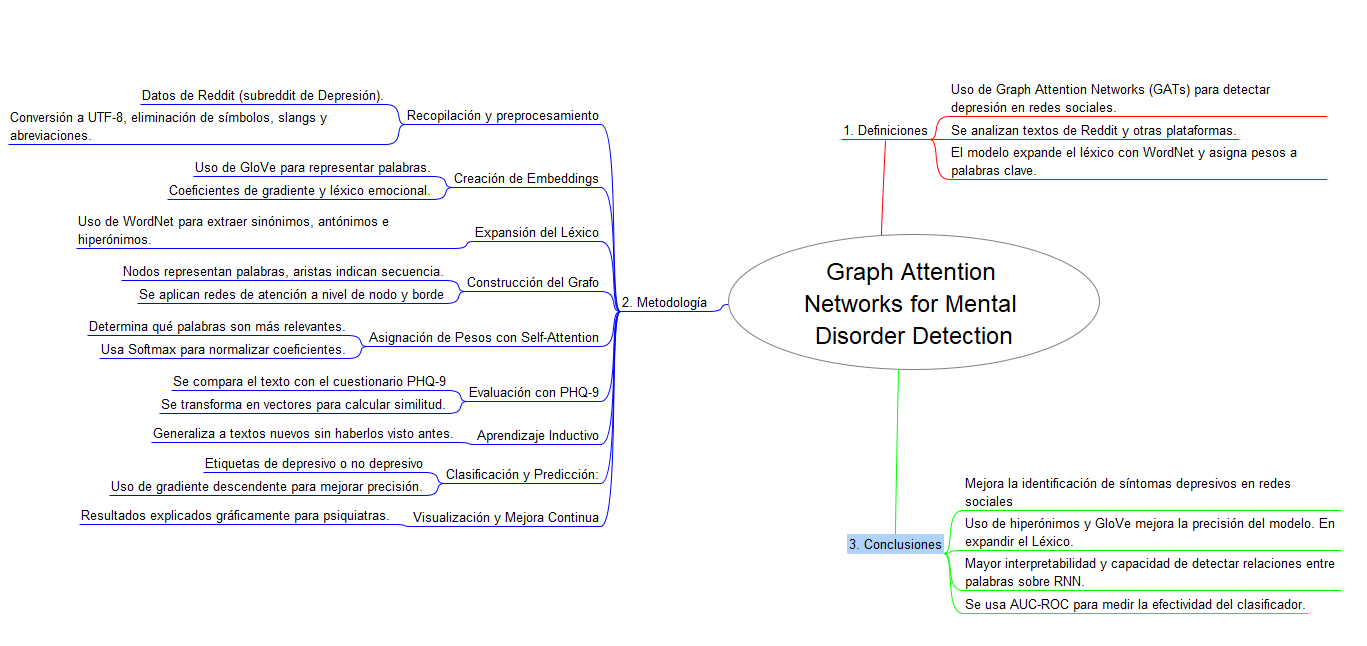 Graph Attention
Networks for Mental
Disorder Detection
1. Definiciones
Uso de Graph Attention Networks (GATs) para detectar
depresión en redes sociales.
Se analizan textos de Reddit y otras plataformas.
El modelo expande el léxico con WordNet y asigna pesos a
palabras clave.
2. Metodología
Recopilación y preprocesamiento
Datos de Reddit (subreddit de Depresión).
Conversión a UTF-8, eliminación de símbolos, slangs y
abreviaciones.
Creación de Embeddings
Uso de GloVe para representar palabras.
Coeficientes de gradiente y léxico emocional.
Expansión del Léxico
Uso de WordNet para extraer sinónimos, antónimos e
hiperónimos.
Construcción del Grafo
Nodos representan palabras, aristas indican secuencia.
Se aplican redes de atención a nivel de nodo y borde
Asignación de Pesos con Self-Attention
Determina qué palabras son más relevantes.
Usa Softmax para normalizar coeficientes.
Evaluación con PHQ-9
Se compara el texto con el cuestionario PHQ-9
Se transforma en vectores para calcular similitud.
Aprendizaje Inductivo
Generaliza a textos nuevos sin haberlos visto antes.
Clasificación y Predicción:
Etiquetas de depresivo o no depresivo
Uso de gradiente descendente para mejorar precisión.
Visualización y Mejora Continua
Resultados explicados gráficamente para psiquiatras.
3. Conclusiones
Mejora la identificación de síntomas depresivos en redes
sociales
Uso de hiperónimos y GloVe mejora la precisión del modelo. En
expandir el Léxico.
Mayor interpretabilidad y capacidad de detectar relaciones entre
palabras sobre RNN.
Se usa AUC-ROC para medir la efectividad del clasificador.